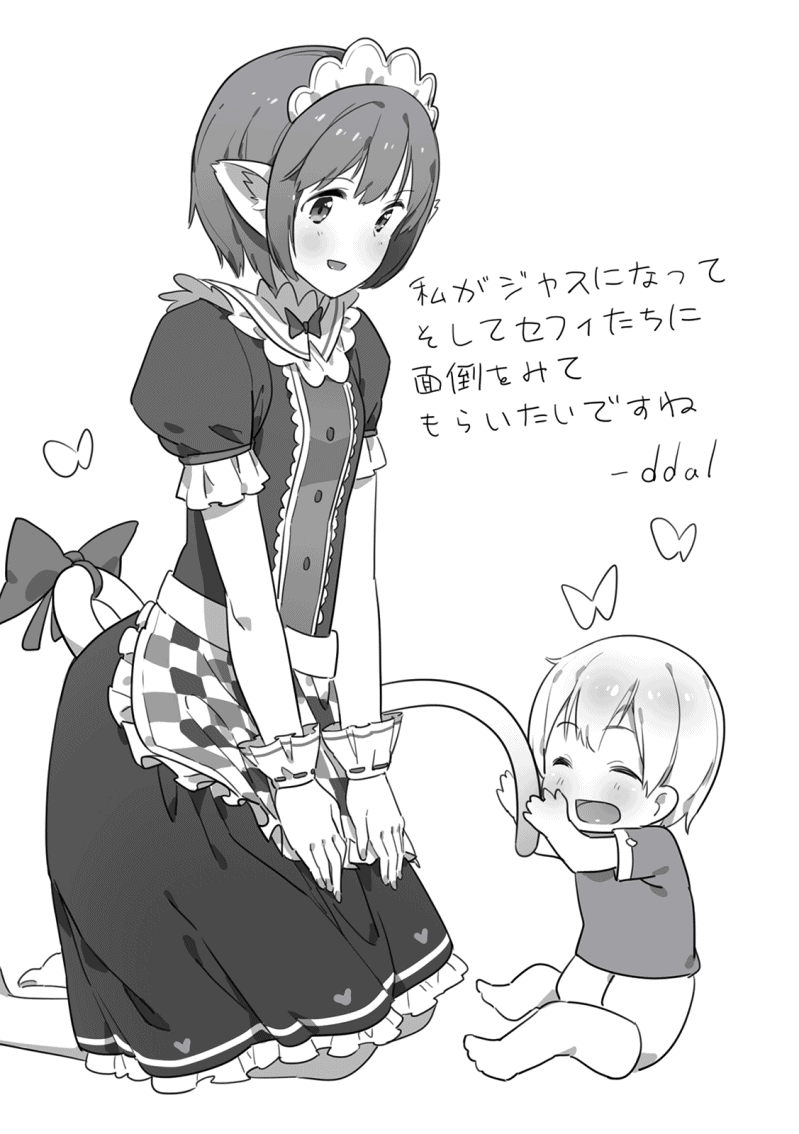 私がジャスになって
そしてセフィたちに
面倒をみて
もらいたいですね
-ddal